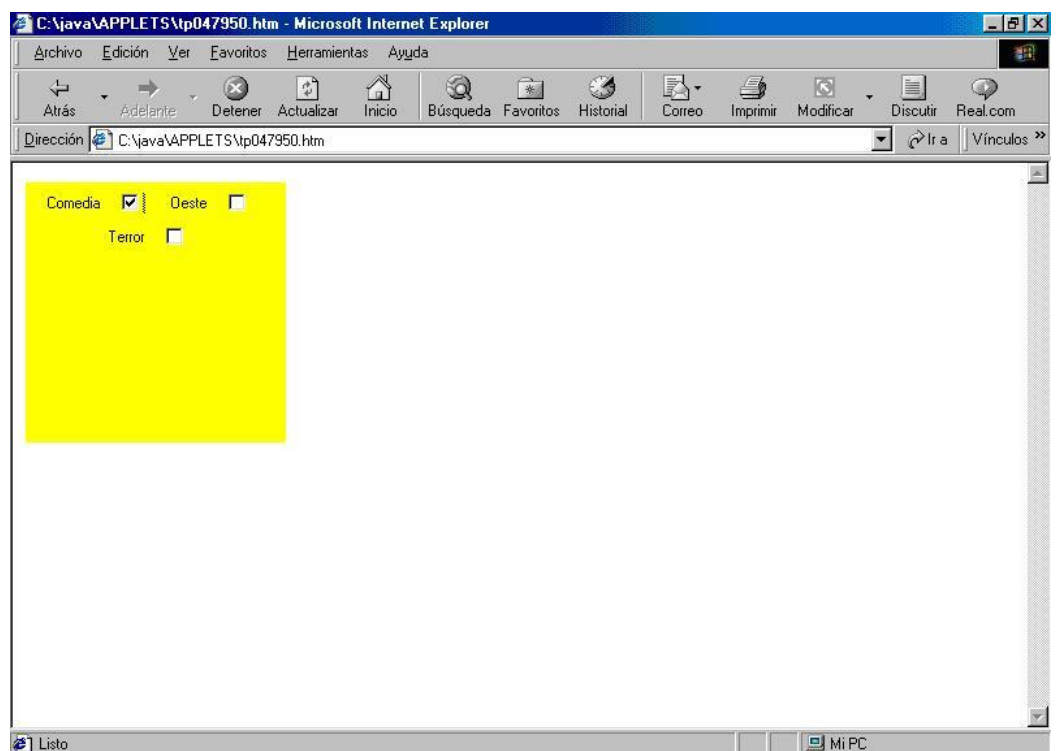 C:\java\APPLETS\tp047950.htm - Microsoft Internet Explorer
Archivo Edición Ver Favoritos Herramientas Ayuda
Atrás Adelante Detener Actualizar Inicio Búsqueda Favoritos Historial Correo Imprimir Modificar Discutir Real.com
Dirección C:\java\APPLETS\tp047950.htm Ir a Vínculos »
Comedia Oeste
Terror
Listo Mi PC